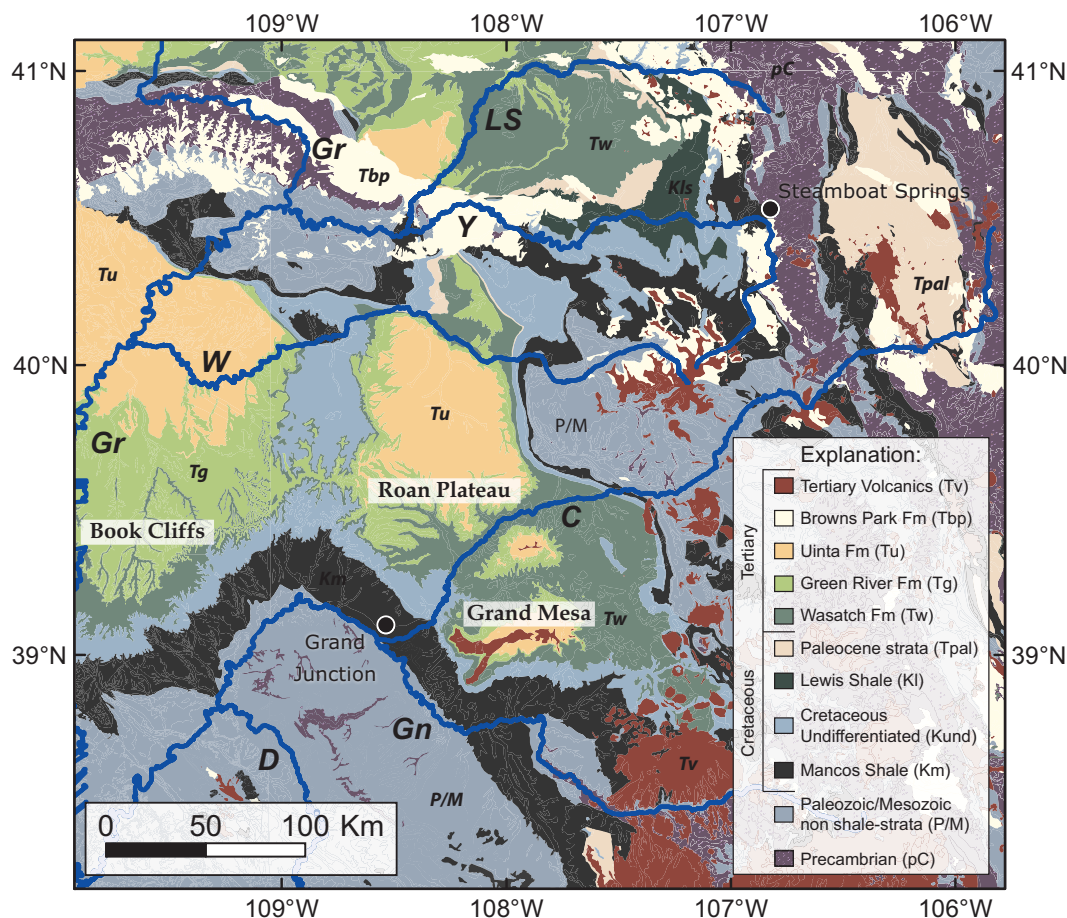 109°W 108°W 107°W 106°W
41°N 41°N
pC
LS
Tw
Gr
Tbp
Kls
Steamboat Springs
Y
Tu
Tpal
40°N 40°N
W
Tu
P/M
Gr
Tg
Roan Plateau
C
Book Cliffs
Km
Grand Mesa
Tw
39°N 39°N
Grand
Junction
Gn
D
Tv
P/M
0 50 100 Km
Explanation:
Tertiary
Tertiary Volcanics (Tv)
Browns Park Fm (Tbp)
Uinta Fm (Tu)
Green River Fm (Tg)
Wasatch Fm (Tw)
Cretaceous
Paleocene strata (Tpal)
Lewis Shale (Kl)
Cretaceous
Undifferentiated (Kund)
Mancos Shale (Km)
Paleozoic/Mesozoic
non shale-strata (P/M)
Precambrian (pC)
109°W 108°W 107°W 106°W